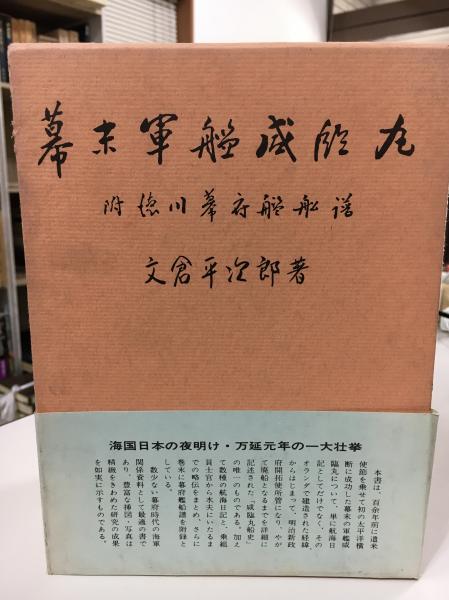 幕末軍艦咸臨丸
附徳川幕府艦船譜
文倉平次郎著
海国日本の夜明け・万延元年の一大壮挙
本書は、百余年前に遣米
使節を乗せて初の太平洋横
断に成功した幕末の軍艦咸
臨丸について、単に航海日
記としてだけでなく、その
オランダで建造された経緯
からはじまって、明治新政
府開拓使所管になり、やが
て廃船となるまでを詳細に
記述された「咸臨丸船史」
の唯一のものである。加え
て数種の航海日記と、乗組
員士官から水夫にいたるま
での略伝をまとめ、さらに
巻末に幕府艦船譜を附録と
している。
数少ない幕府時代の海軍
関係資料として絶適の書で
あり、豊富な挿図・写真は
精緻をきわめた研究の成果
を如実に示すものである。